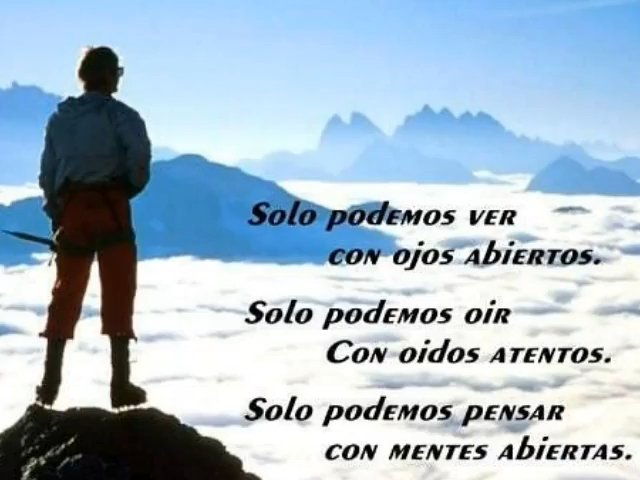 Solo podemos ver
con ojos abiertos.
Solo podemos oir
Con oidos atentos.
Solo podemos pensar
con mentes abiertas.